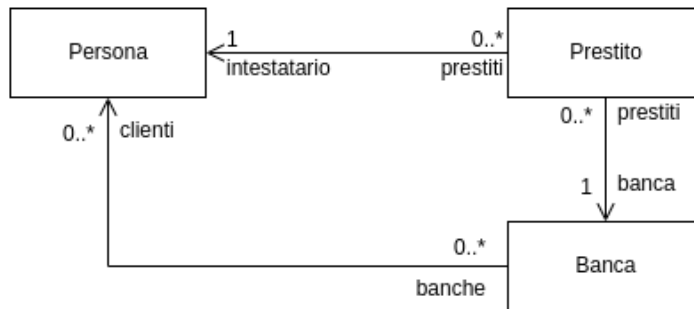 Persona
1
0..*
Prestito
intestatario
prestiti
0..*
clienti
0..*
prestiti
1
banca
0..*
Banca
banche